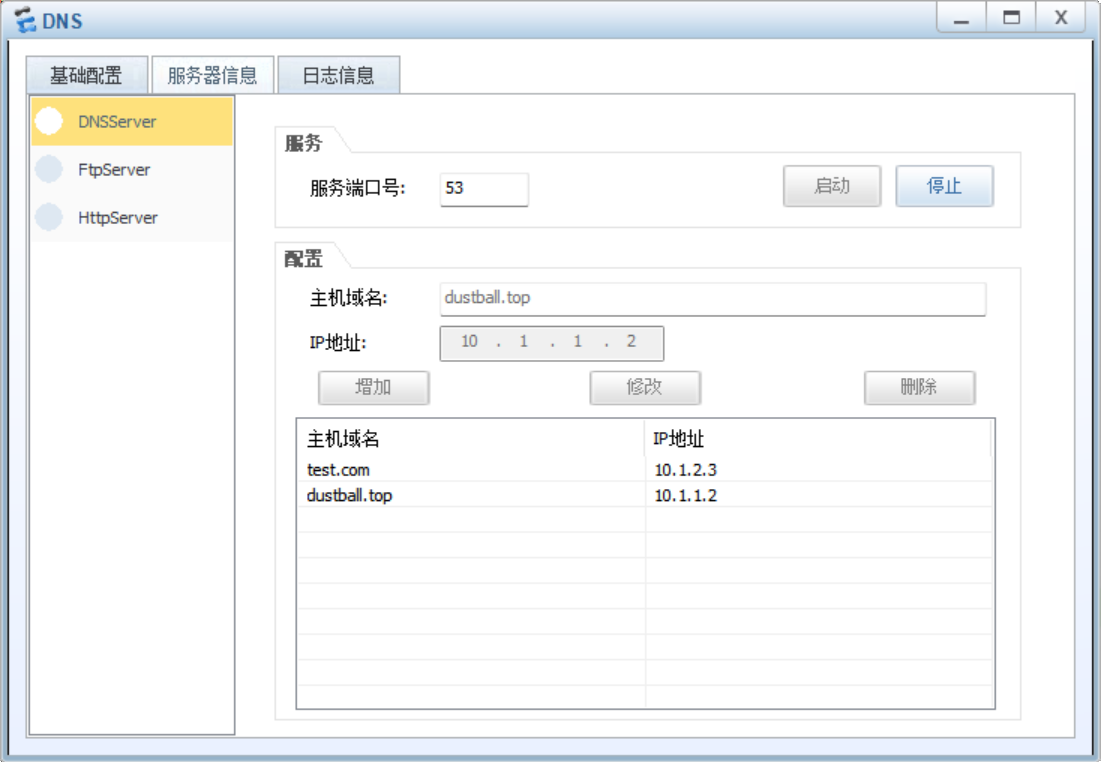 DNS
基础配置 服务器信息 日志信息
DNSServer
FtpServer
HttpServer
服务
服务端口号: 53 启动 停止
配置
主机域名: dustball.top
IP地址: 10 . 1 . 1 . 2
增加 修改 删除
主机域名 IP地址
test.com 10.1.2.3
dustball.top 10.1.1.2